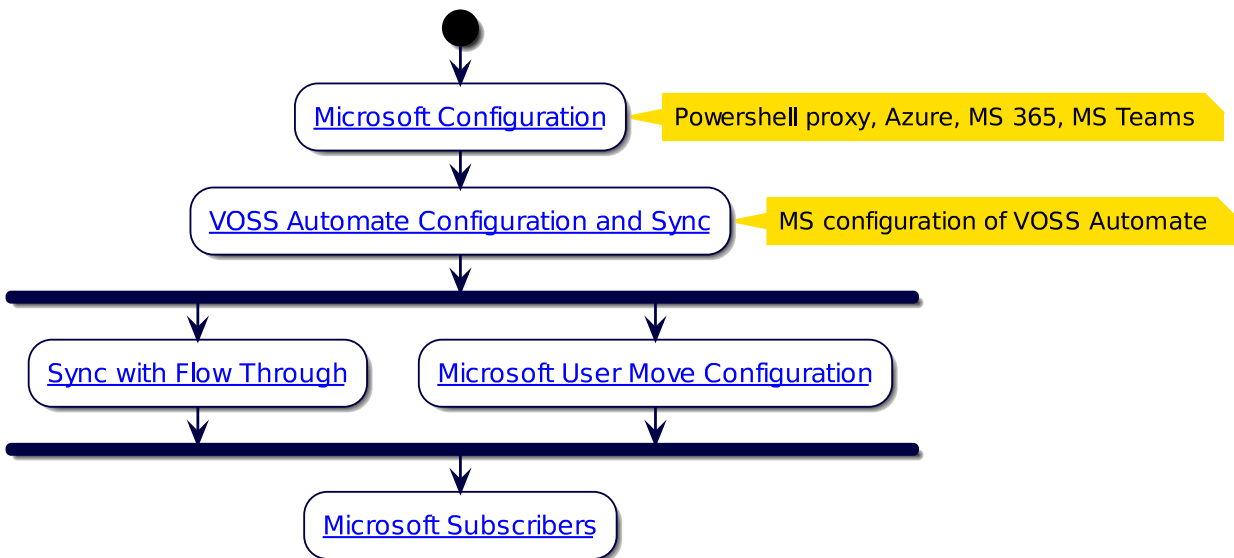 Microsoft Configuration
Powershell proxy, Azure, MS 365, MS Teams
VOSS Automate Configuration and Sync
MS configuration of VOSS Automate
Sync with Flow Through
Microsoft User Move Configuration
Microsoft Subscribers